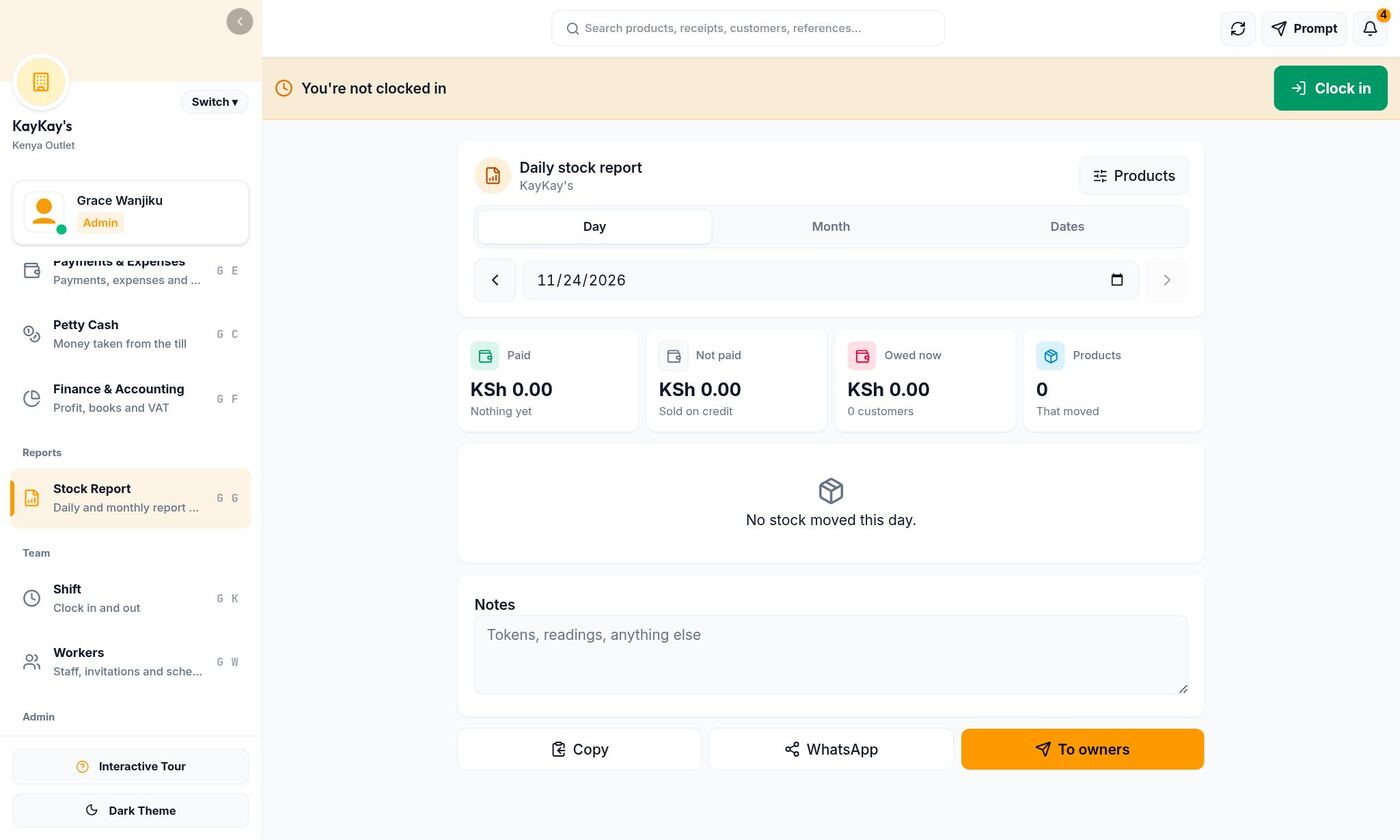 Search products, receipts, customers, references...
Prompt
4
You're not clocked in
Clock in
Switch ▾
KayKay's
Kenya Outlet
Grace Wanjiku
Admin
Payments & Expenses
Payments, expenses and ...
G E
Petty Cash
Money taken from the till
G C
Finance & Accounting
Profit, books and VAT
G F
Reports
Stock Report
Daily and monthly report ...
G G
Team
Shift
Clock in and out
G K
Workers
Staff, invitations and sche...
G W
Admin
Interactive Tour
Dark Theme
Daily stock report
KayKay's
Products
Day
Month
Dates
11/24/2026
Paid
KSh 0.00
Nothing yet
Not paid
KSh 0.00
Sold on credit
Owed now
KSh 0.00
0 customers
Products
0
That moved
No stock moved this day.
Notes
Tokens, readings, anything else
Copy
WhatsApp
To owners